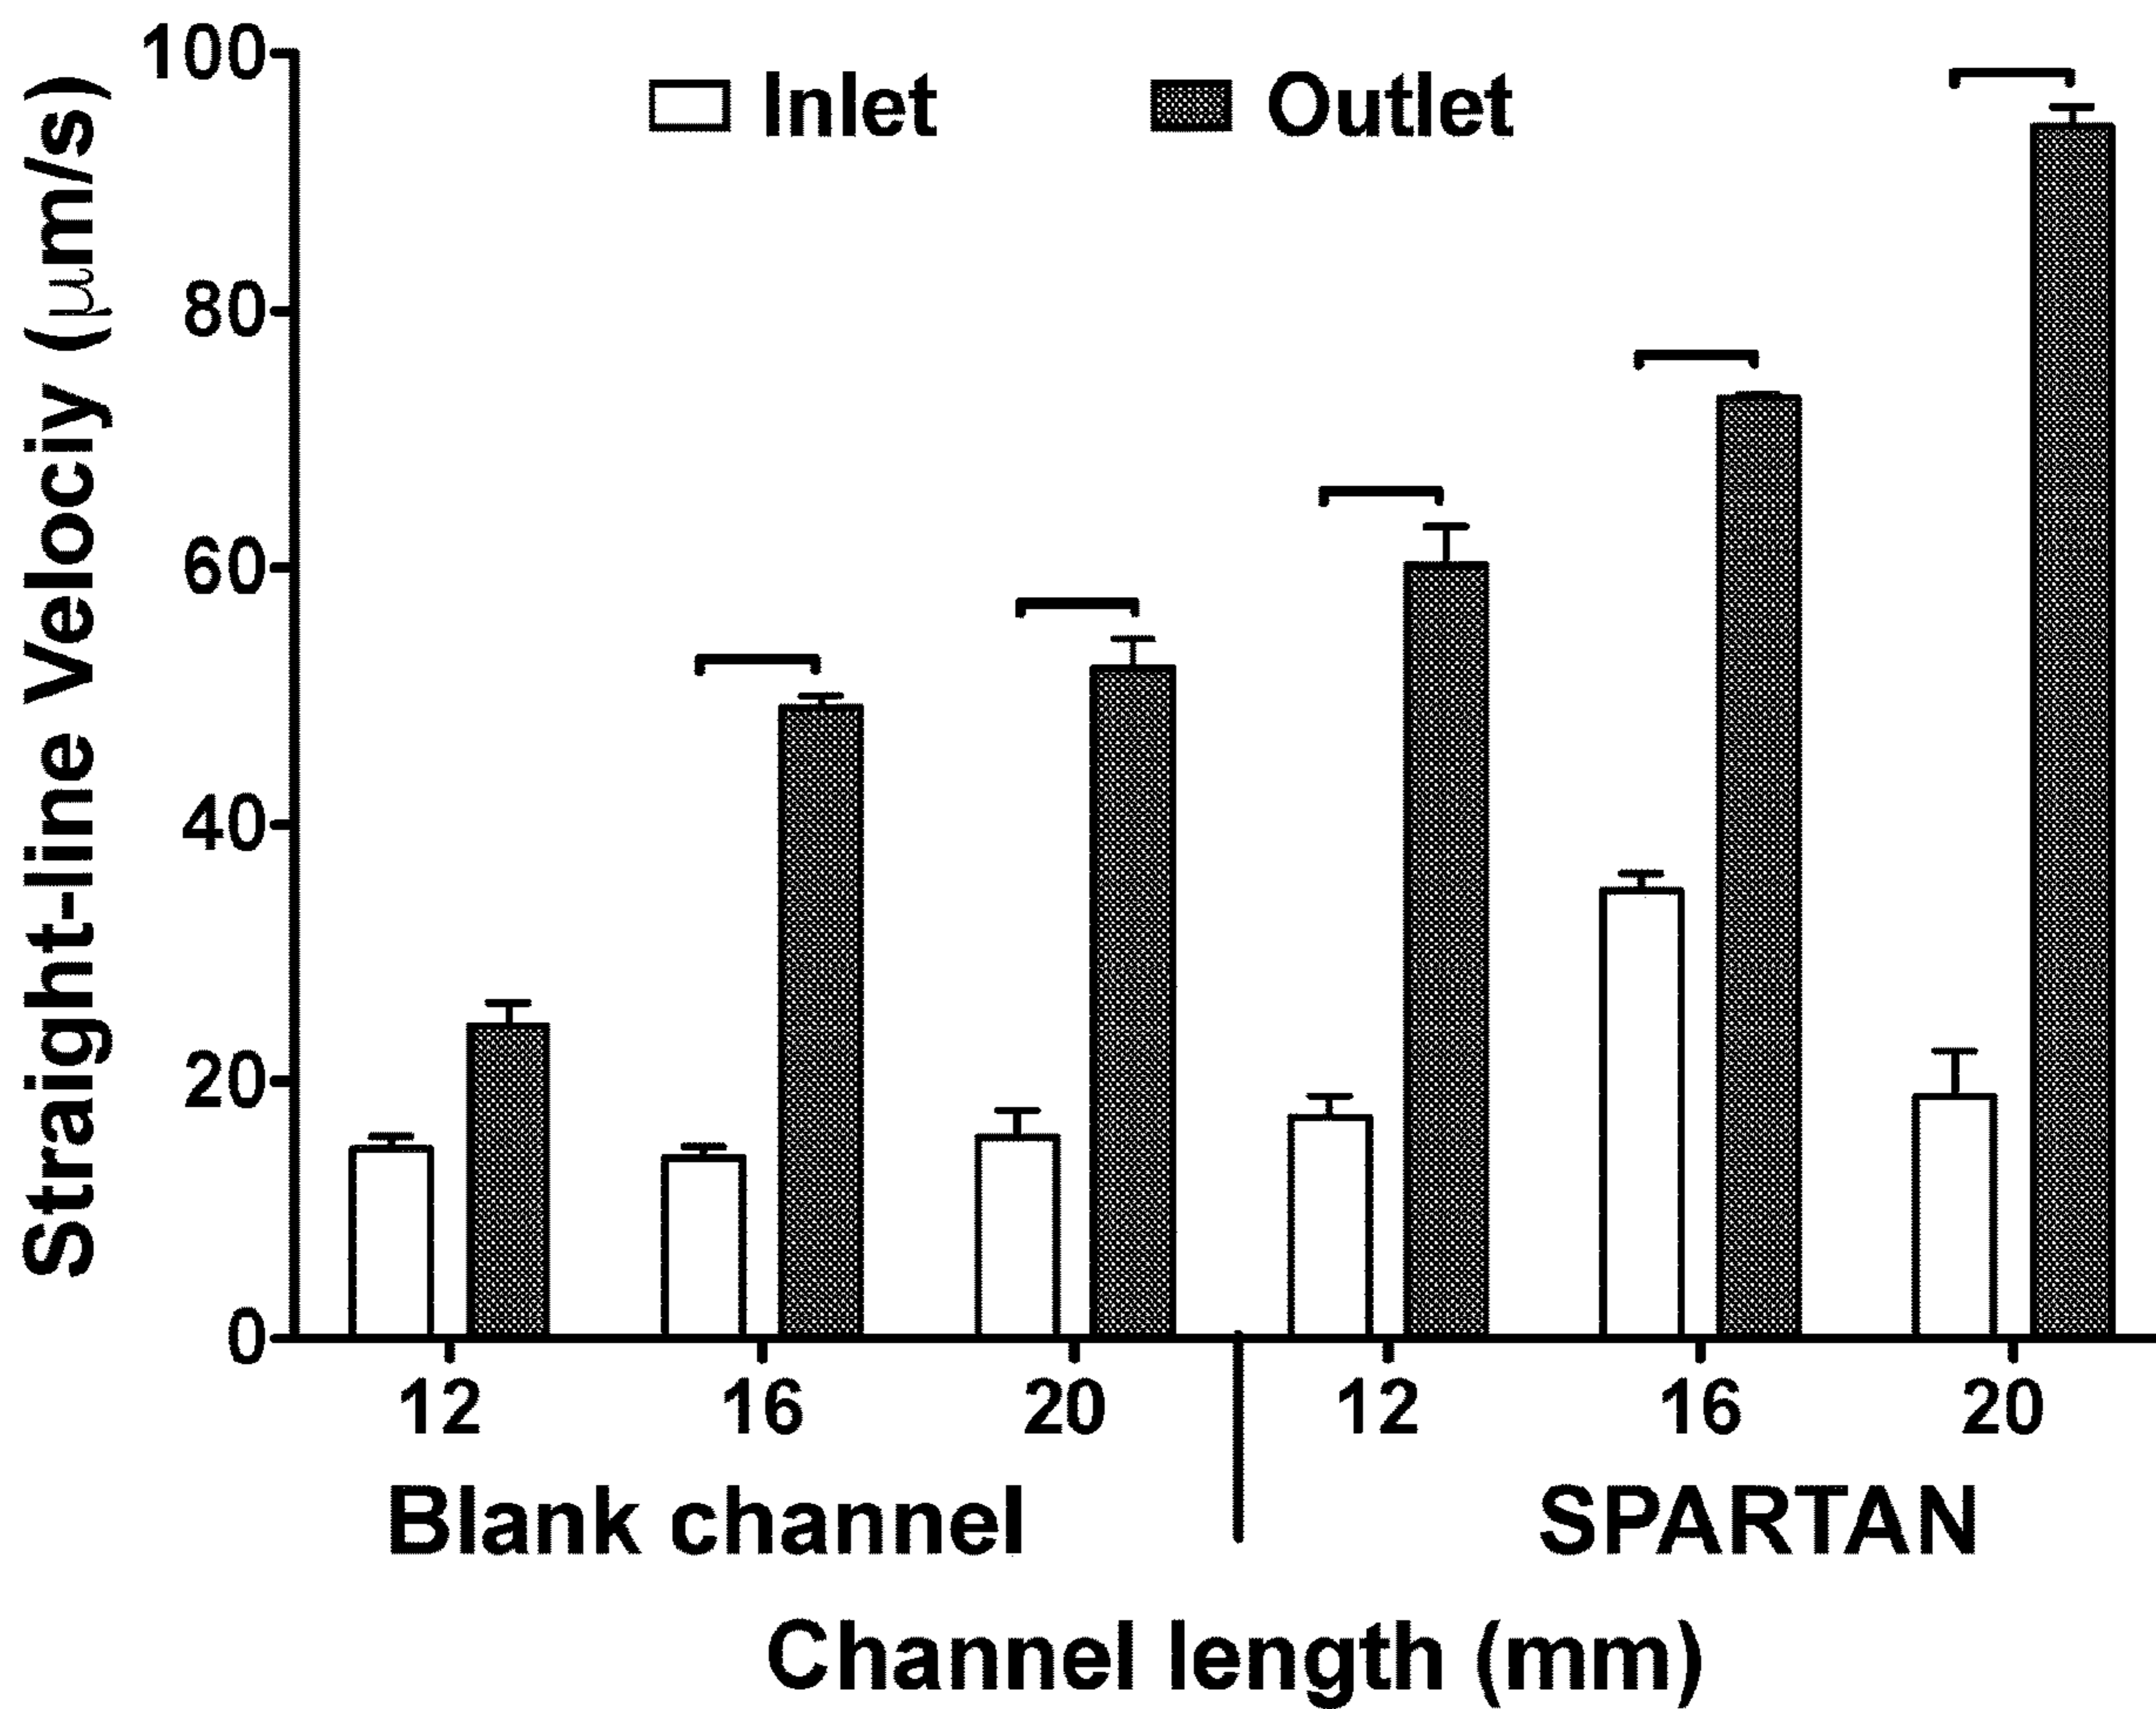 Straight-line Velociy (μm/s)
100
80
60
40
20
0
Inlet
Outlet
12
16
20
12
16
20
Blank channel
SPARTAN
Channel length (mm)